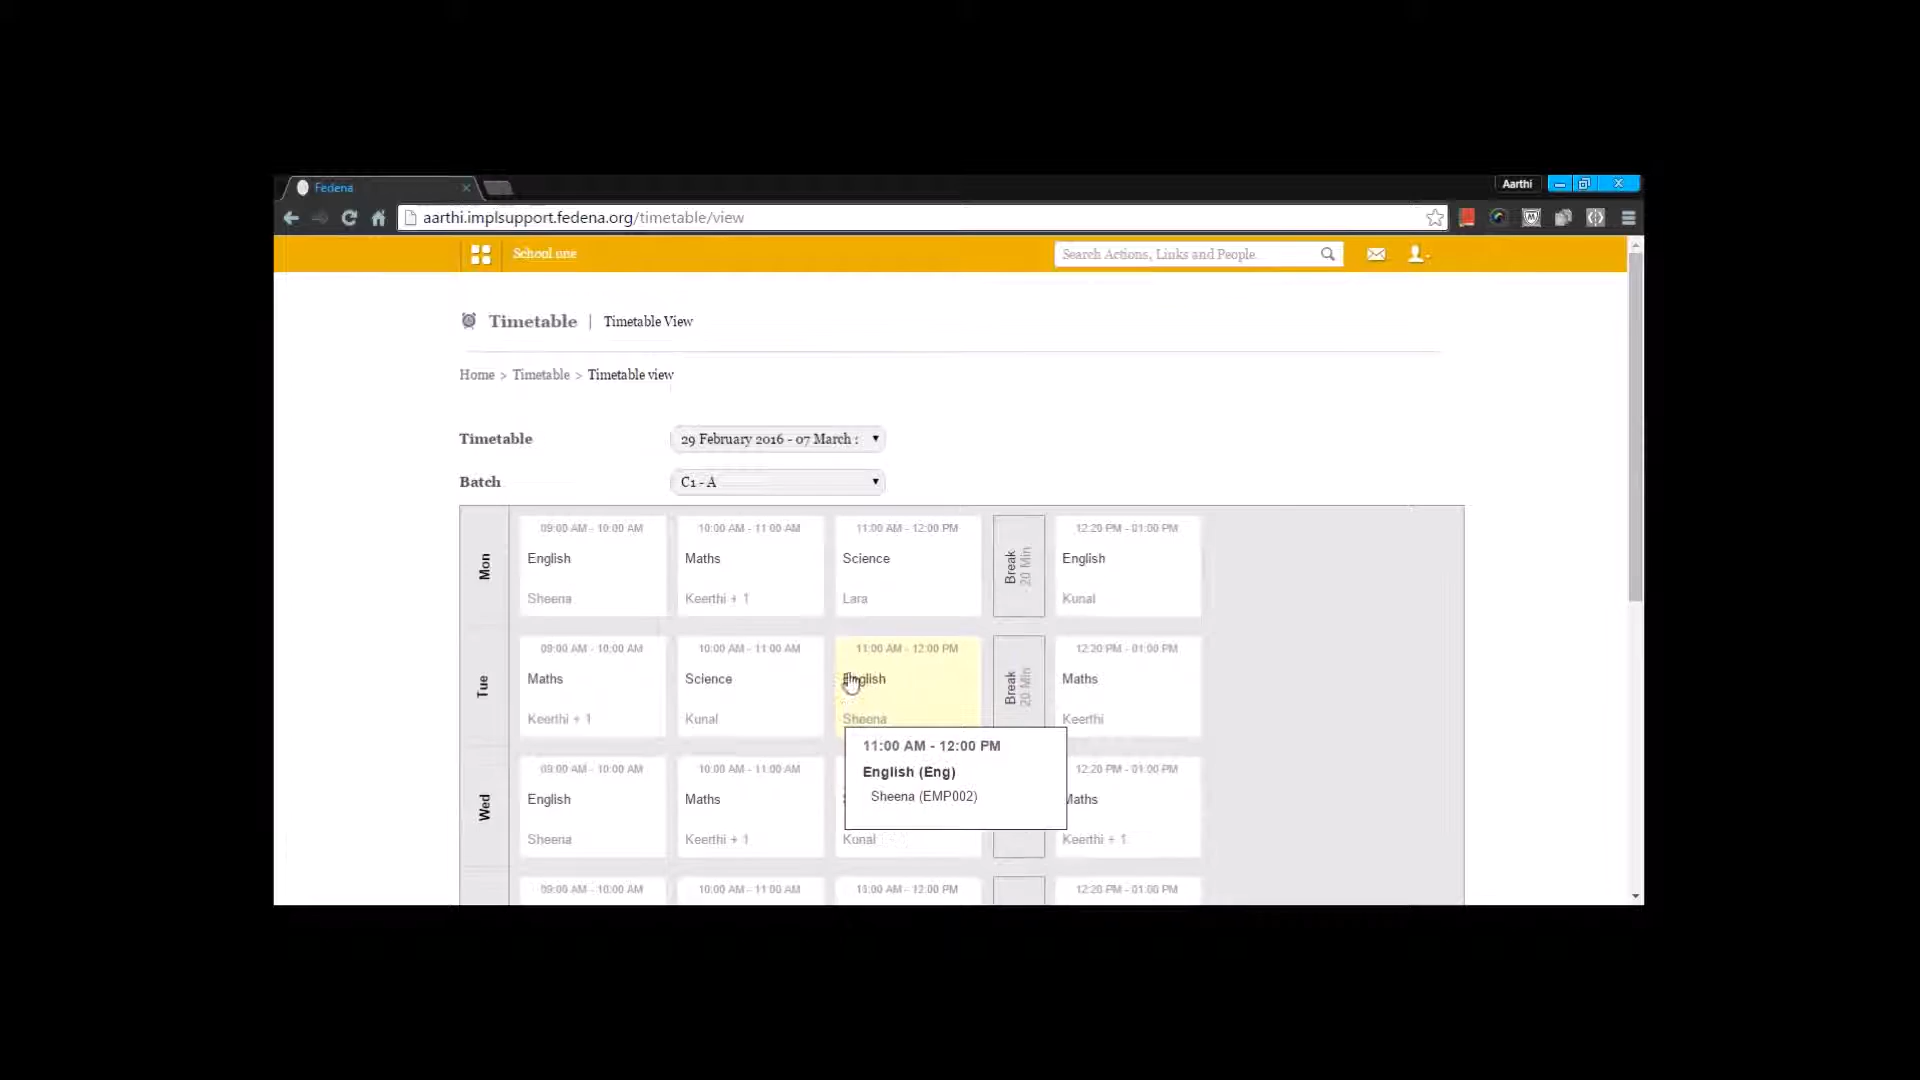 Fedena
Aarthi
aarthi.implsupport.fedena.org/timetable/view
School one
Search Actions, Links and People.
Timetable | Timetable View
Home > Timetable > Timetable view
Timetable
29 February 2016 - 07 March :
Batch
C1 - A
Mon
09:00 AM - 10:00 AM
English
Sheena
10:00 AM - 11:00 AM
Maths
Keerthi + 1
11:00 AM - 12:00 PM
Science
Lara
Break
20 Min
12:20 PM - 01:00 PM
English
Kunal
Tue
09:00 AM - 10:00 AM
Maths
Keerthi + 1
10:00 AM - 11:00 AM
Science
Kunal
11:00 AM - 12:00 PM
English
Sheena
Break
20 Min
12:20 PM - 01:00 PM
Maths
Keerthi
11:00 AM - 12:00 PM
English (Eng)
Sheena (EMP002)
Wed
09:00 AM - 10:00 AM
English
Sheena
10:00 AM - 11:00 AM
Maths
Keerthi + 1
Kunal
12:20 PM - 01:00 PM
Maths
Keerthi + 1
09:00 AM - 10:00 AM
10:00 AM - 11:00 AM
11:00 AM - 12:00 PM
12:20 PM - 01:00 PM